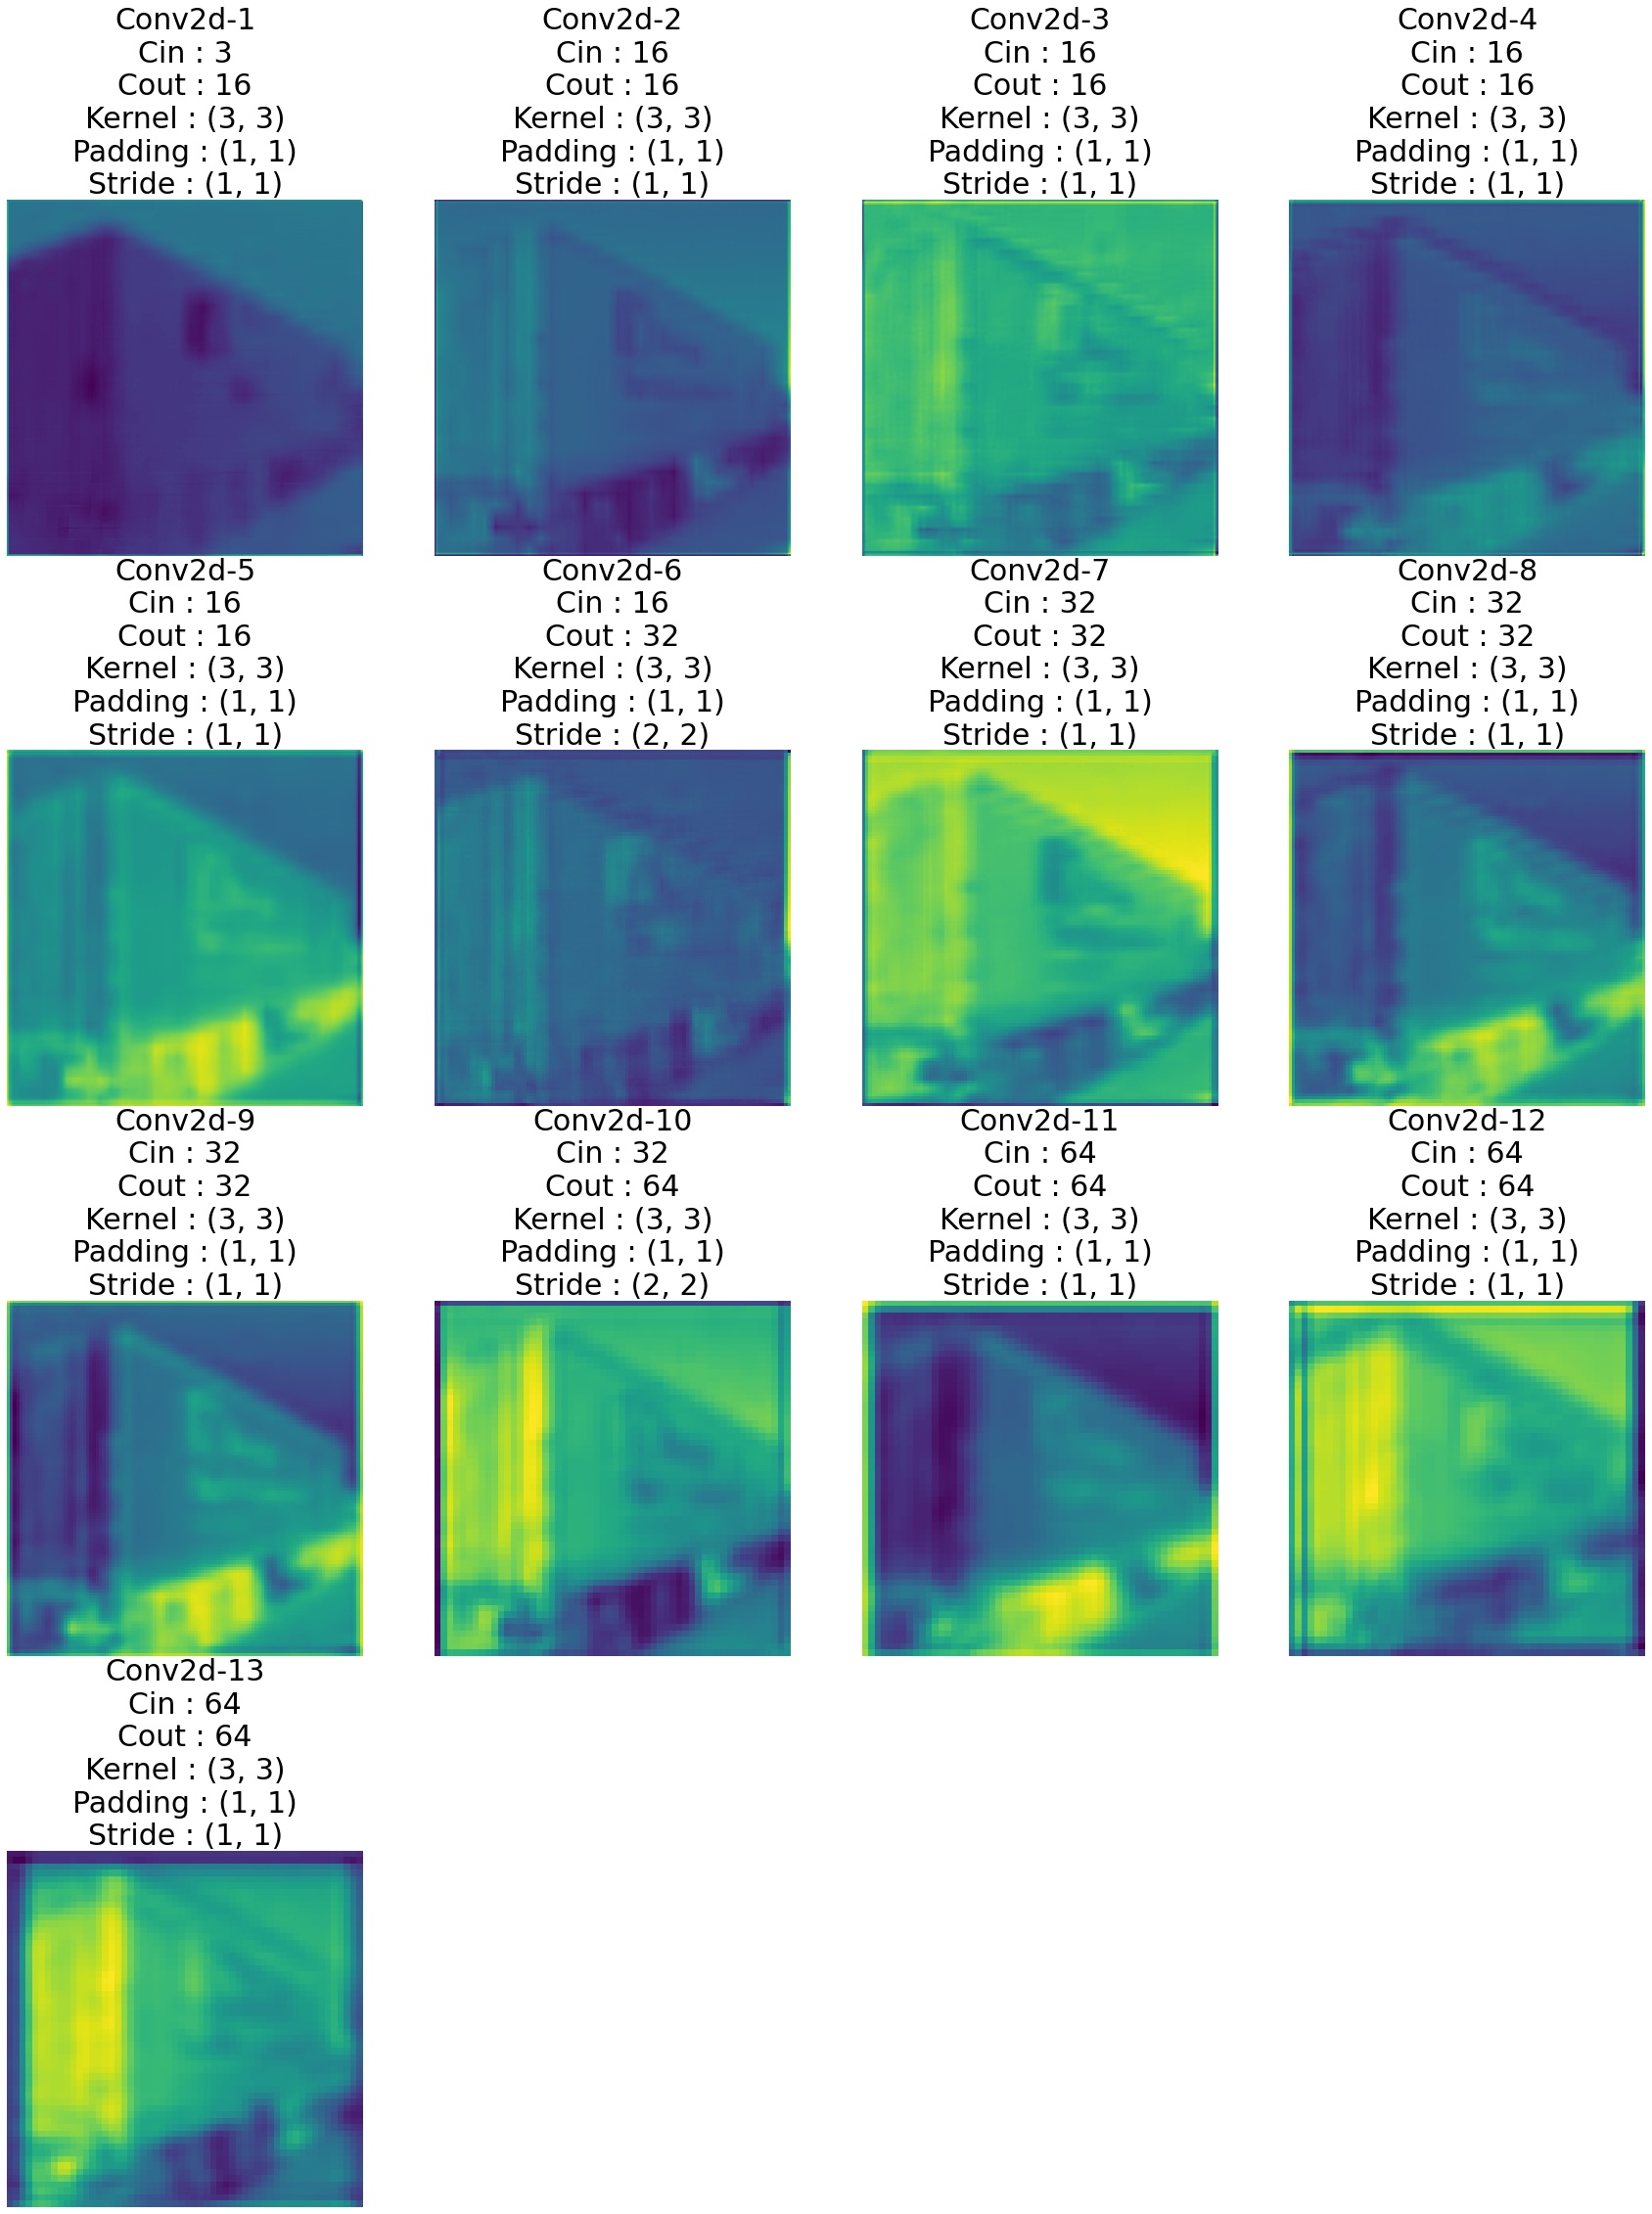 Conv2d-1
Cin : 3
Cout : 16
Kernel : (3, 3)
Padding : (1, 1)
Stride : (1, 1)
Conv2d-2
Cin : 16
Cout : 16
Kernel : (3, 3)
Padding : (1, 1)
Stride : (1, 1)
Conv2d-3
Cin : 16
Cout : 16
Kernel : (3, 3)
Padding : (1, 1)
Stride : (1, 1)
Conv2d-4
Cin : 16
Cout : 16
Kernel : (3, 3)
Padding : (1, 1)
Stride : (1, 1)
Conv2d-5
Cin : 16
Cout : 16
Kernel : (3, 3)
Padding : (1, 1)
Stride : (1, 1)
Conv2d-6
Cin : 16
Cout : 32
Kernel : (3, 3)
Padding : (1, 1)
Stride : (2, 2)
Conv2d-7
Cin : 32
Cout : 32
Kernel : (3, 3)
Padding : (1, 1)
Stride : (1, 1)
Conv2d-8
Cin : 32
Cout : 32
Kernel : (3, 3)
Padding : (1, 1)
Stride : (1, 1)
Conv2d-9
Cin : 32
Cout : 32
Kernel : (3, 3)
Padding : (1, 1)
Stride : (1, 1)
Conv2d-10
Cin : 32
Cout : 64
Kernel : (3, 3)
Padding : (1, 1)
Stride : (2, 2)
Conv2d-11
Cin : 64
Cout : 64
Kernel : (3, 3)
Padding : (1, 1)
Stride : (1, 1)
Conv2d-12
Cin : 64
Cout : 64
Kernel : (3, 3)
Padding : (1, 1)
Stride : (1, 1)
Conv2d-13
Cin : 64
Cout : 64
Kernel : (3, 3)
Padding : (1, 1)
Stride : (1, 1)